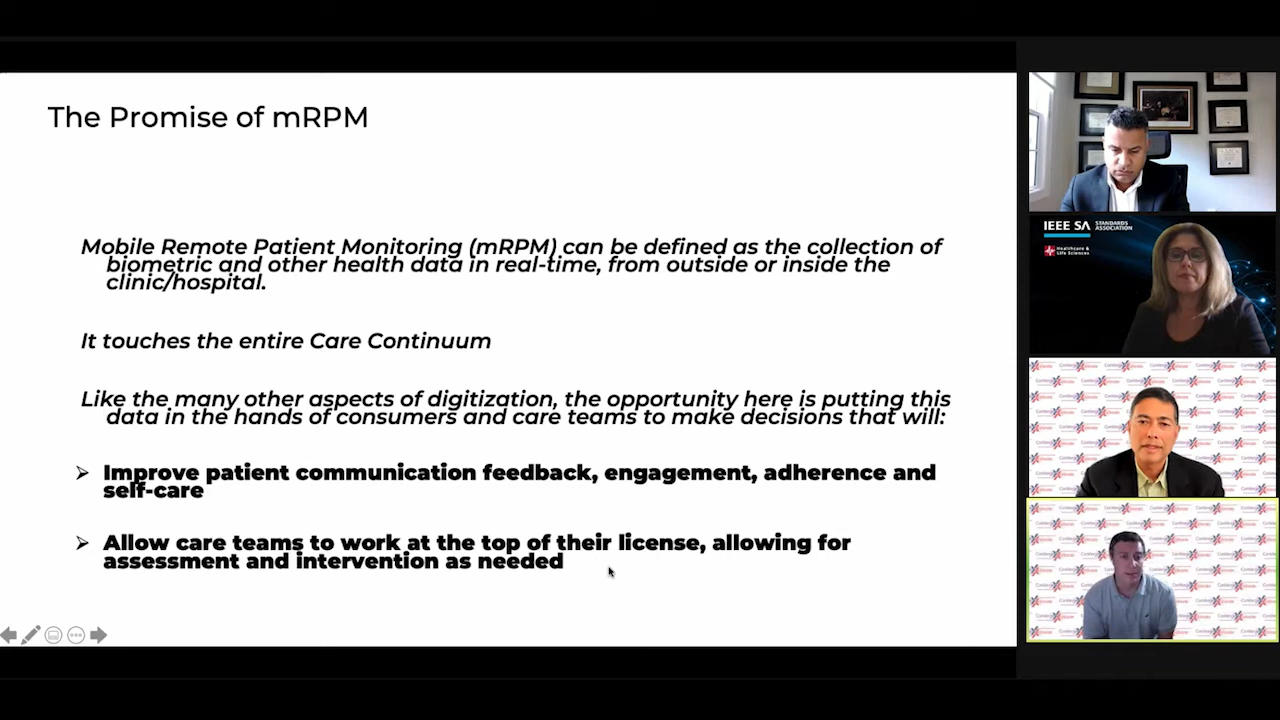 The Promise of mRPM
Mobile Remote Patient Monitoring (mRPM) can be defined as the collection of
biometric and other health data in real-time, from outside or inside the
clinic/hospital.
It touches the entire Care Continuum
Like the many other aspects of digitization, the opportunity here is putting this
data in the hands of consumers and care teams to make decisions that will:
Improve patient communication feedback, engagement, adherence and
self-care
Allow care teams to work at the top of their license, allowing for
assessment and intervention as needed
IEEE SA STANDARDS
ASSOCIATION
Healthcare &
Life Sciences